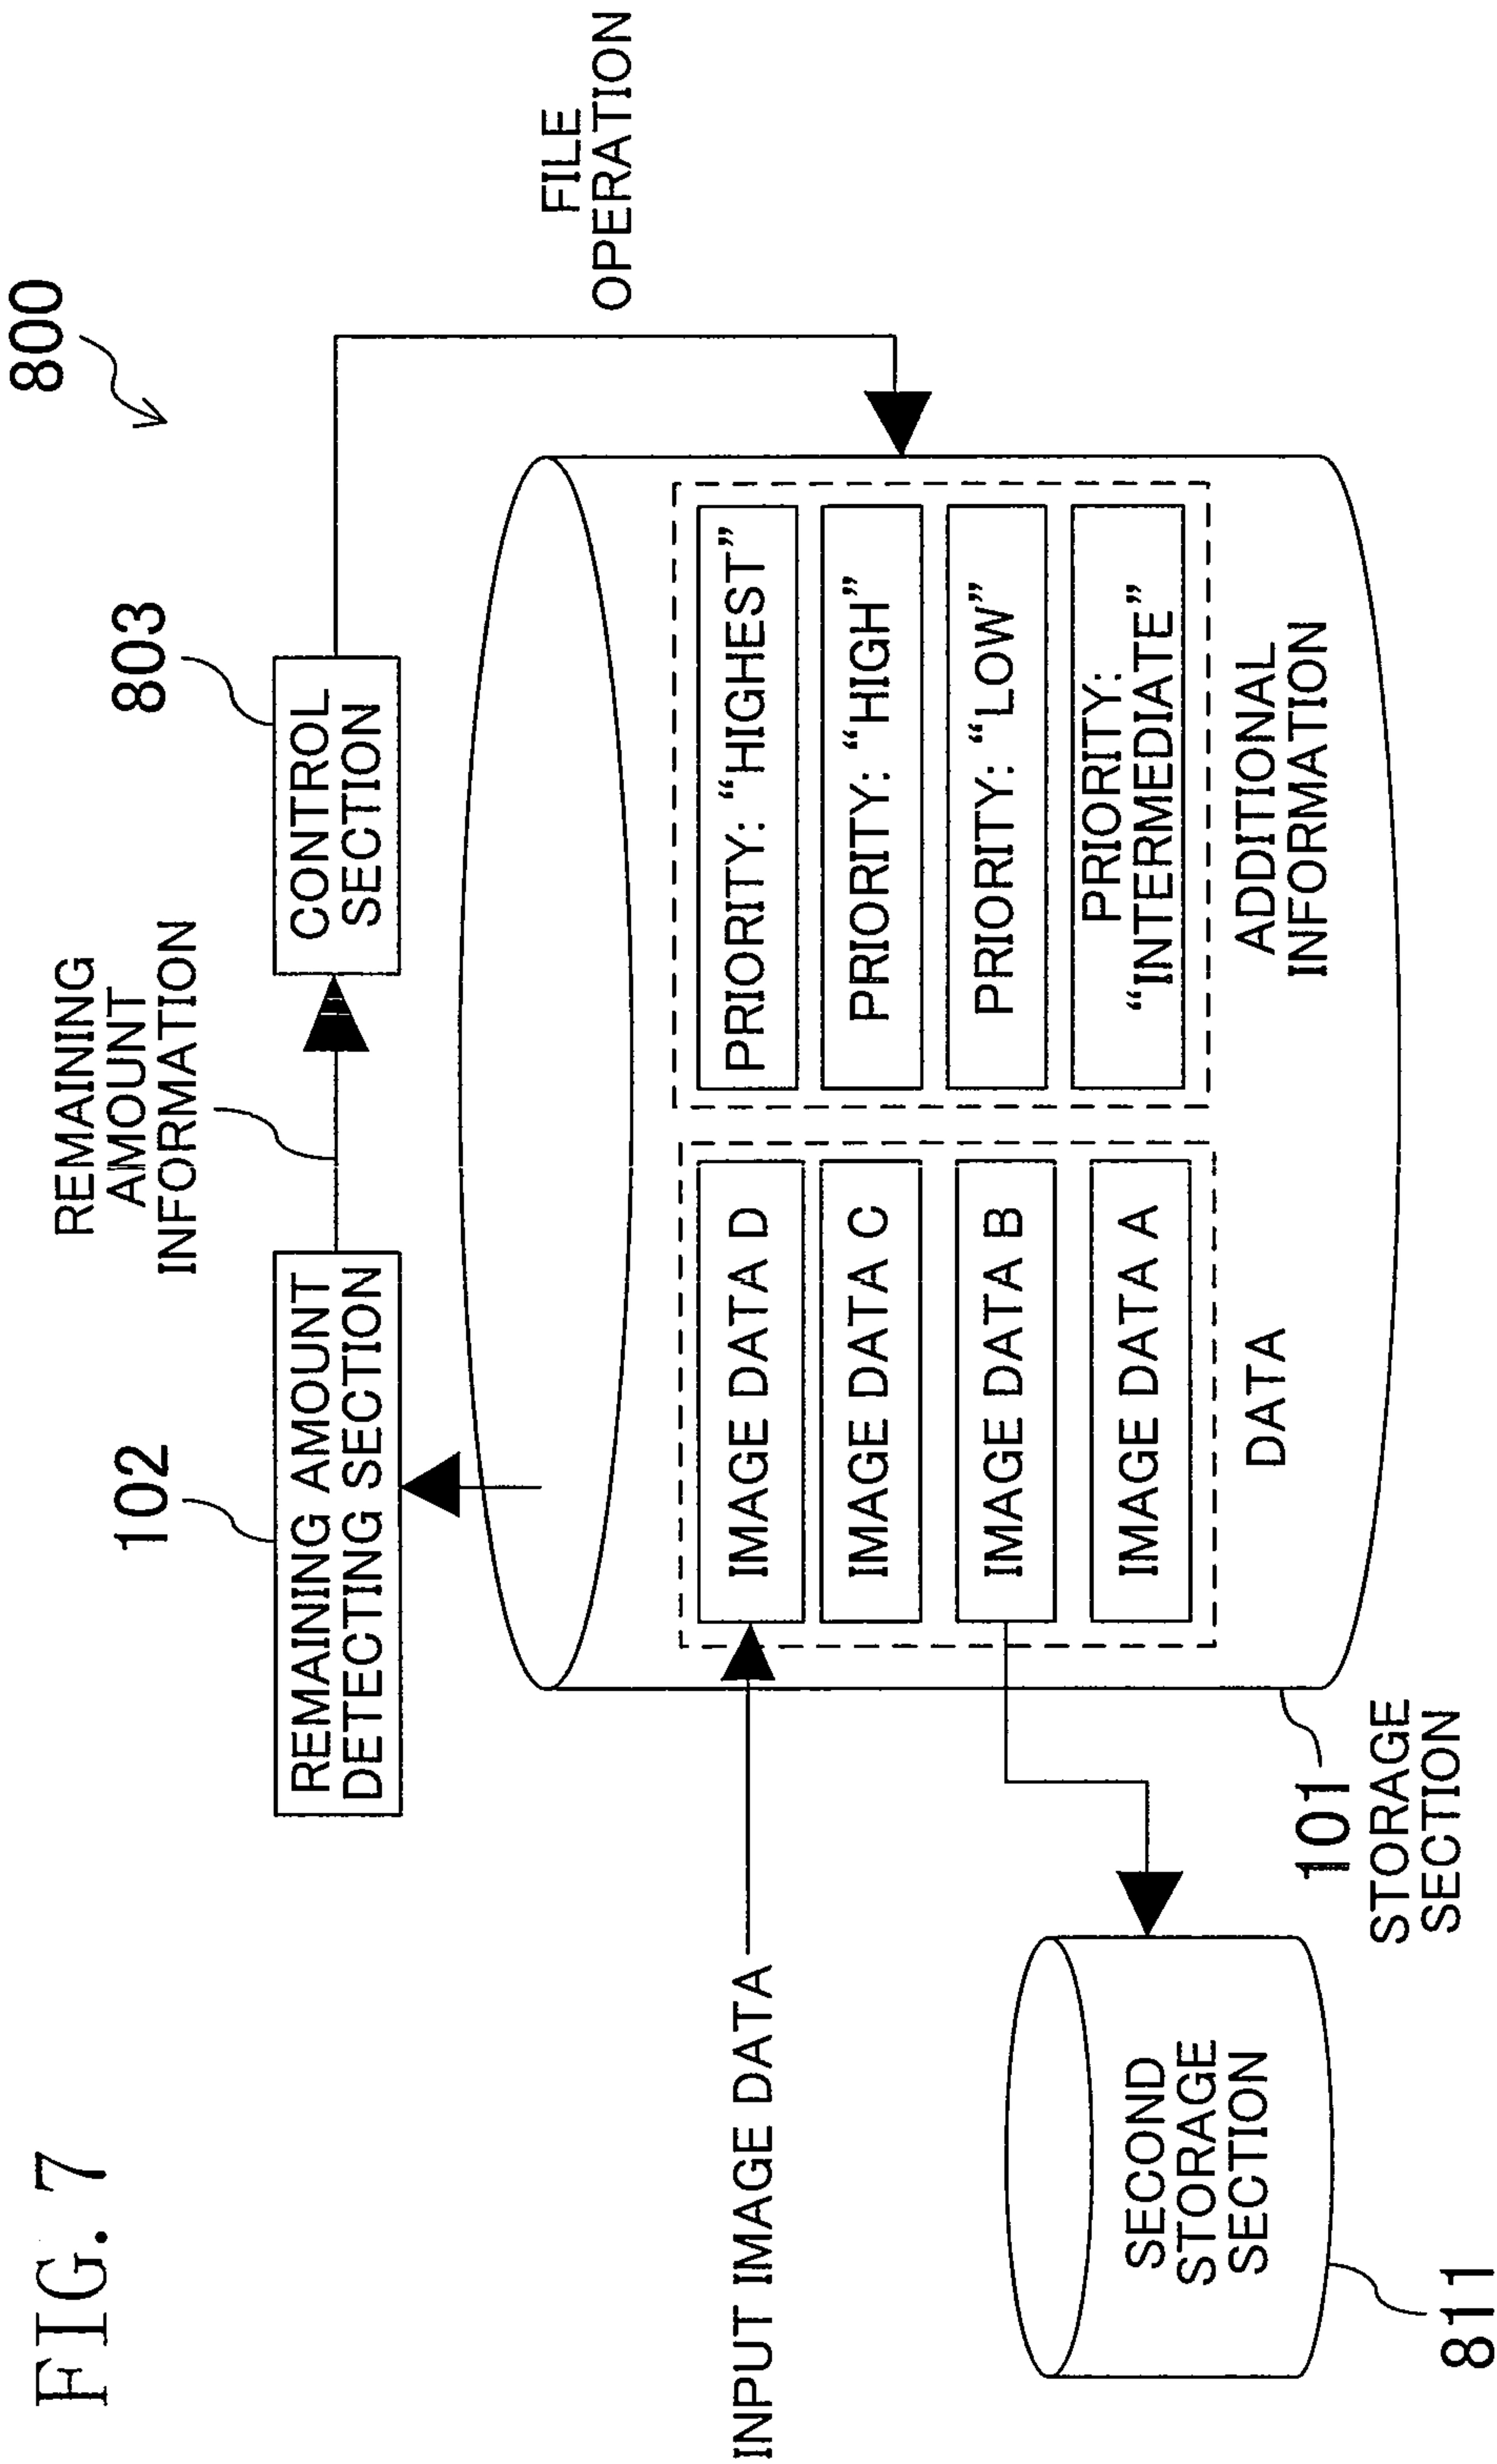 FIG. 7
800
REMAINING
AMOUNT
INFORMATION
102
803
REMAINING AMOUNT
DETECTING SECTION
CONTROL
SECTION
FILE
OPERATION
INPUT IMAGE DATA
IMAGE DATA D
IMAGE DATA C
IMAGE DATA B
IMAGE DATA A
DATA
PRIORITY: “HIGHEST”
PRIORITY: “HIGH”
PRIORITY: “LOW”
PRIORITY:
“INTERMEDIATE”
ADDITIONAL
INFORMATION
SECOND
STORAGE
SECTION
811
101
STORAGE
SECTION